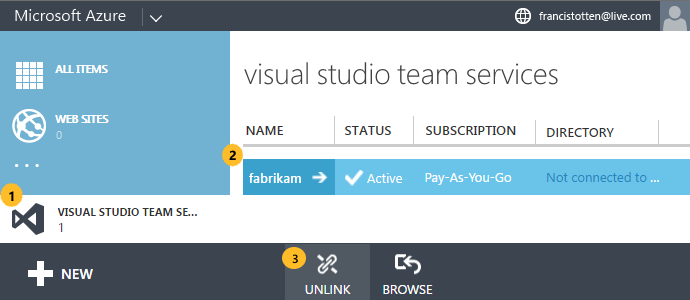 Microsoft Azure
francistotten@live.com
ALL ITEMS
WEB SITES
0
...
visual studio team services
NAME STATUS SUBSCRIPTION DIRECTORY
2
fabrikam Active Pay-As-You-Go Not connected to ...
1
VISUAL STUDIO TEAM SE...
1
NEW
3
UNLINK
BROWSE